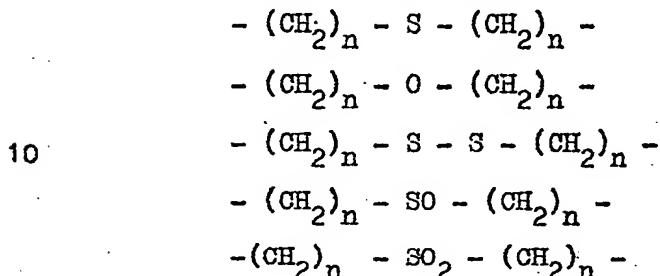 - (CH2)n - S - (CH2)n -
- (CH2)n - O - (CH2)n -
10 - (CH2)n - S - S - (CH2)n -
- (CH2)n - SO - (CH2)n -
-(CH2)n - SO2 - (CH2)n -